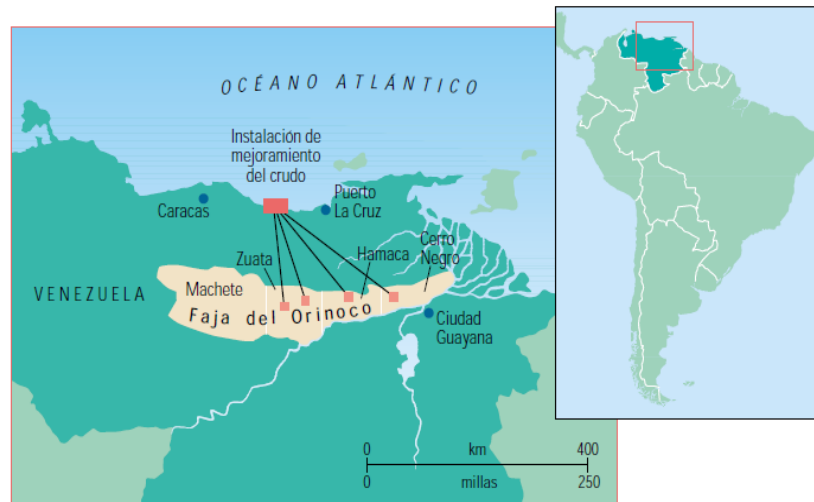 OCÉANO ATLÁNTICO
Instalación de
mejoramiento
del crudo
Caracas
Puerto
La Cruz
Zuata
Hamaca
Cerro
Negro
VENEZUELA
Machete
Faja del Orinoco
Ciudad
Guayana
0 km 400
0 millas 250